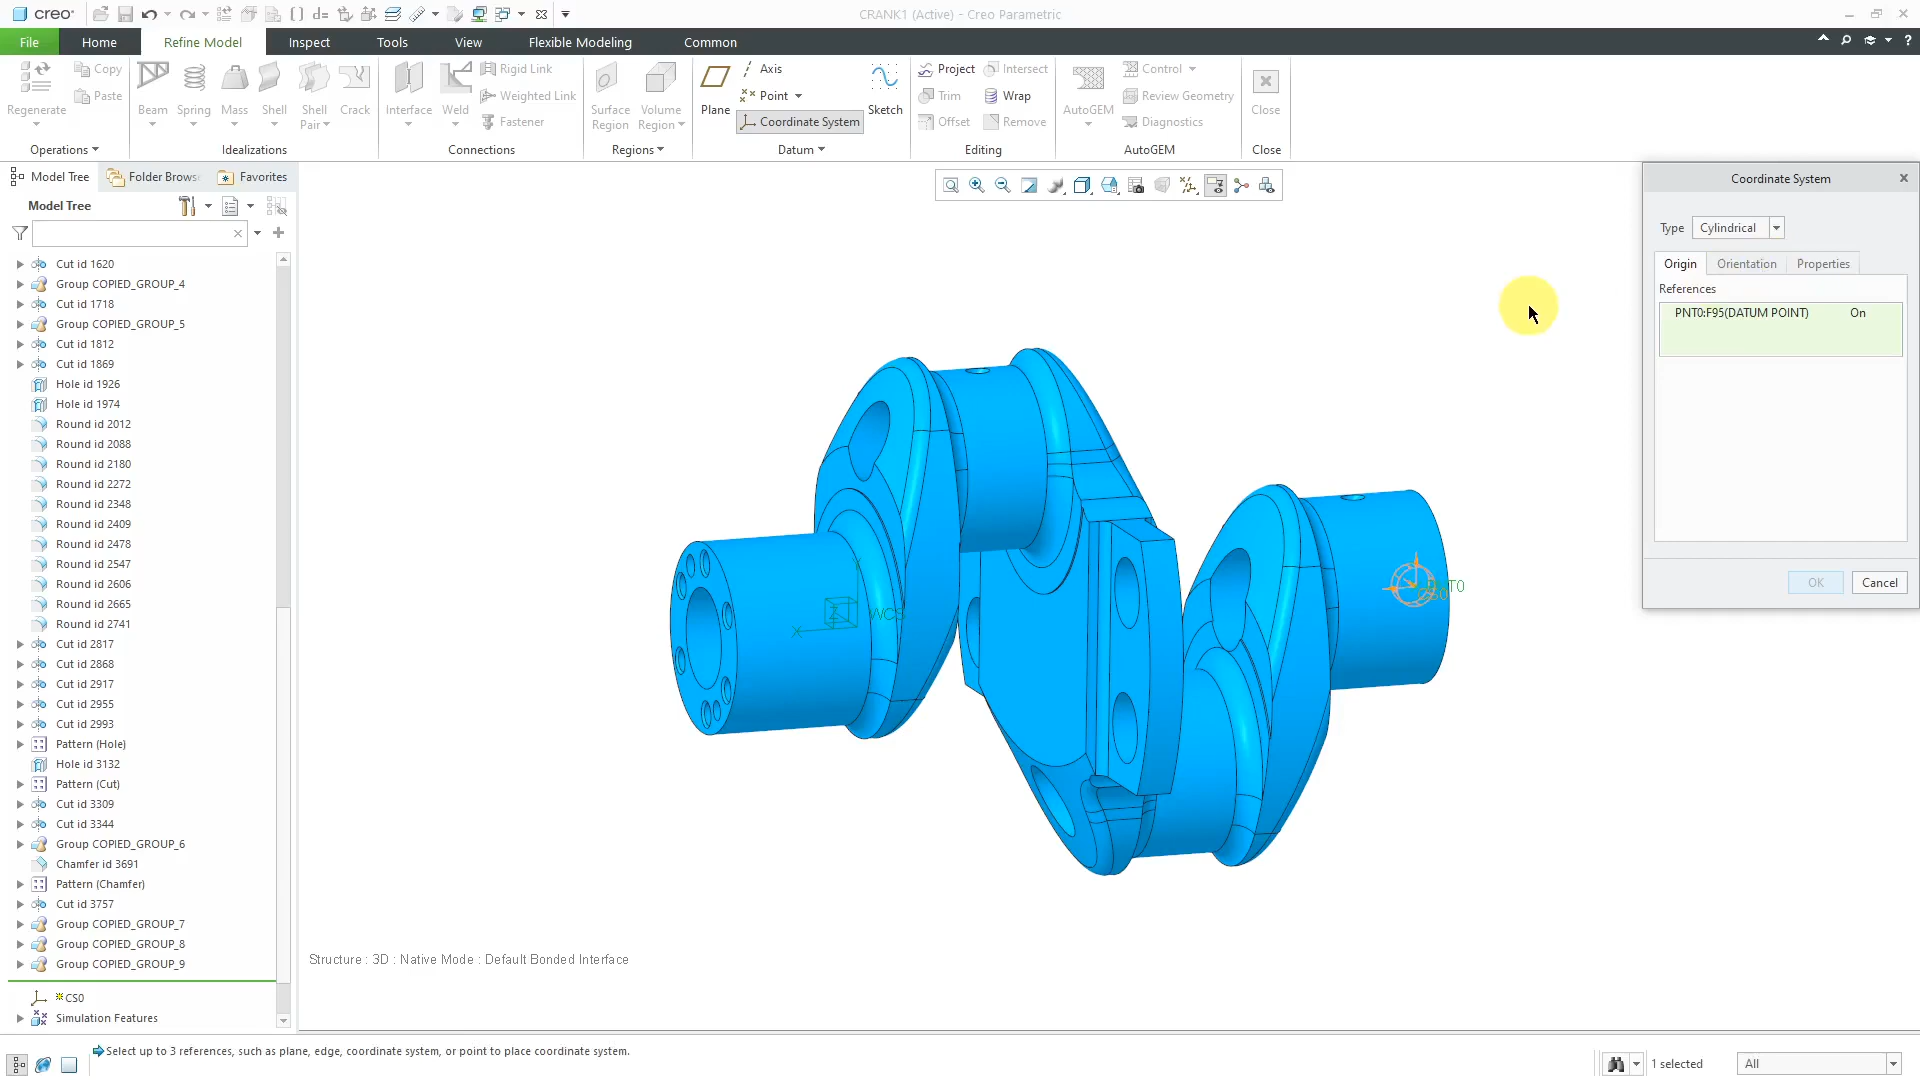 creo
CRANK1 (Active) - Creo Parametric
File Home Refine Model Inspect Tools View Flexible Modeling Common
Regenerate
Copy
Paste
Operations
Beam Spring Mass Shell Shell Pair Crack
Idealizations
Interface Weld
Rigid Link
Weighted Link
Fastener
Connections
Surface Region
Volume Region
Regions
Plane
Axis
Point
Coordinate System
Sketch
Datum
Project Intersect
Trim Wrap
Offset Remove
Editing
AutoGEM
Control
Review Geometry
Diagnostics
AutoGEM
Close
Close
Model Tree Folder Brows Favorites
Model Tree
Cut id 1620
Group COPIED_GROUP_4
Cut id 1718
Group COPIED_GROUP_5
Cut id 1812
Cut id 1869
Hole id 1926
Hole id 1974
Round id 2012
Round id 2088
Round id 2180
Round id 2272
Round id 2348
Round id 2409
Round id 2478
Round id 2547
Round id 2606
Round id 2665
Round id 2741
Cut id 2817
Cut id 2868
Cut id 2917
Cut id 2955
Cut id 2993
Pattern (Hole)
Hole id 3132
Pattern (Cut)
Cut id 3309
Cut id 3344
Group COPIED_GROUP_6
Chamfer id 3691
Pattern (Chamfer)
Cut id 3757
Group COPIED_GROUP_7
Group COPIED_GROUP_8
Group COPIED_GROUP_9
CS0
Simulation Features
Y
Z
X
WCS
Structure : 3D : Native Mode : Default Bonded Interface
Coordinate System
Type Cylindrical
Origin Orientation Properties
References
PNT0:F95(DATUM POINT) On
OK Cancel
Select up to 3 references, such as plane, edge, coordinate system, or point to place coordinate system.
1 selected
All